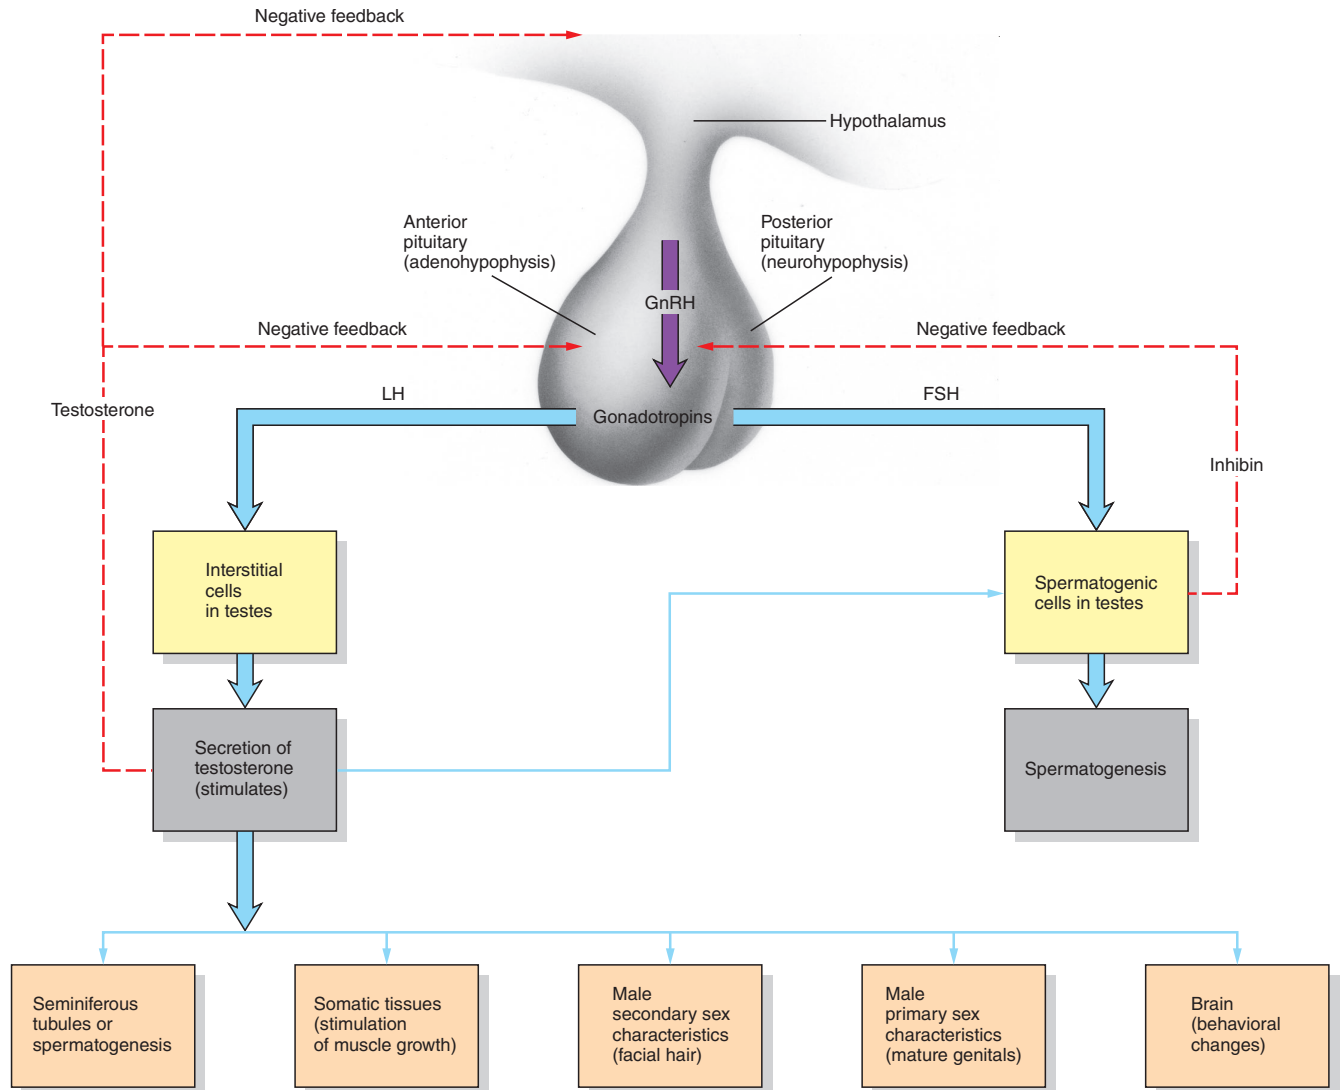 Negative feedback
Hypothalamus
Anterior
pituitary
(adenohypophysis)
Posterior
pituitary
(neurohypophysis)
GnRH
Negative feedback
Negative feedback
Testosterone
LH
Gonadotropins
FSH
Inhibin
Interstitial
cells
in testes
Spermatogenic
cells in testes
Secretion of
testosterone
(stimulates)
Spermatogenesis
Seminiferous
tubules or
spermatogenesis
Somatic tissues
(stimulation
of muscle growth)
Male
secondary sex
characteristics
(facial hair)
Male
primary sex
characteristics
(mature genitals)
Brain
(behavioral
changes)